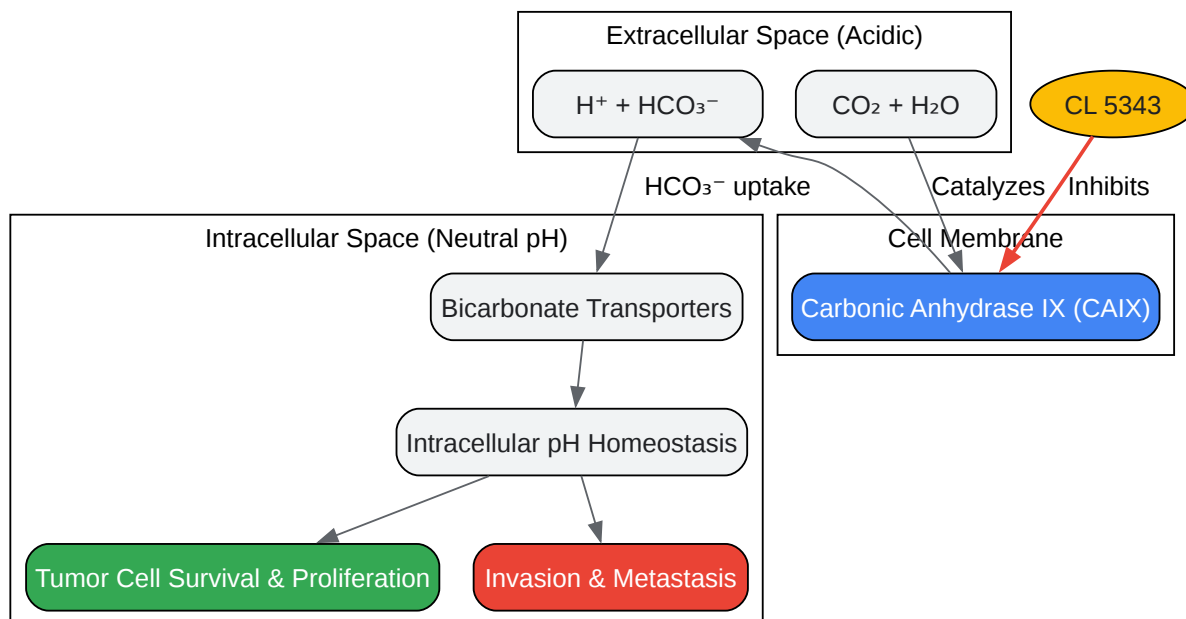 Extracellular Space (Acidic)
H⁺ + HCO₃⁻
CO₂ + H₂O
CL 5343
HCO₃⁻ uptake
Catalyzes
Inhibits
Intracellular Space (Neutral pH)
Cell Membrane
Bicarbonate Transporters
Carbonic Anhydrase IX (CAIX)
Intracellular pH Homeostasis
Tumor Cell Survival & Proliferation
Invasion & Metastasis